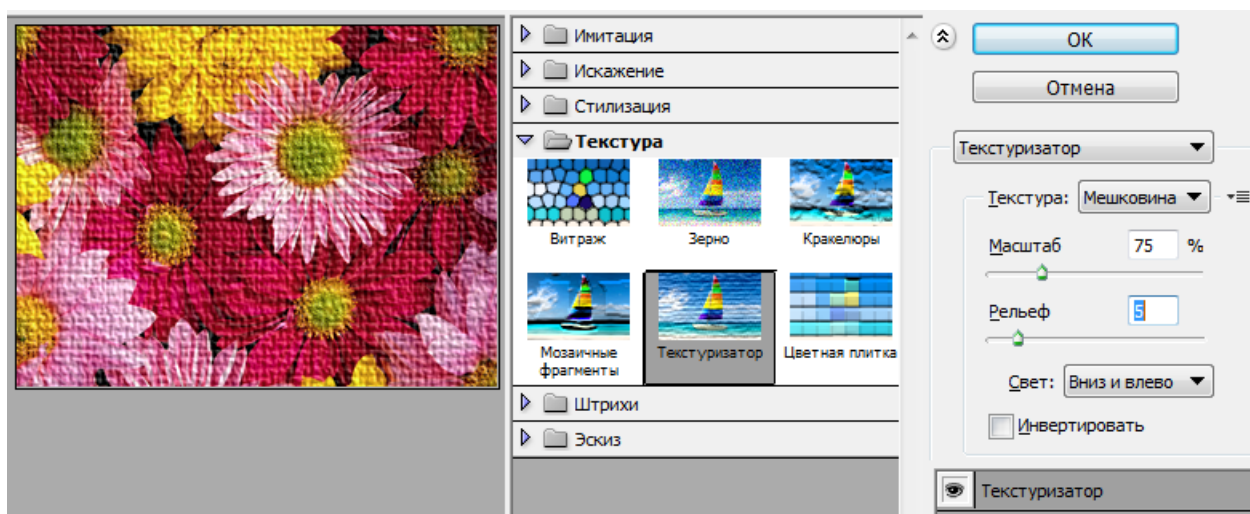 Имитация
Искажение
Стилизация
Текстура
Витраж
Зерно
Кракелюры
Мозаичные
фрагменты
Текстуризатор
Цветная плитка
Штрихи
Эскиз
ОК
Отмена
Текстуризатор
Текстура: Мешковина
Масштаб 75 %
Рельеф 5
Свет: Вниз и влево
Инвертировать
Текстуризатор